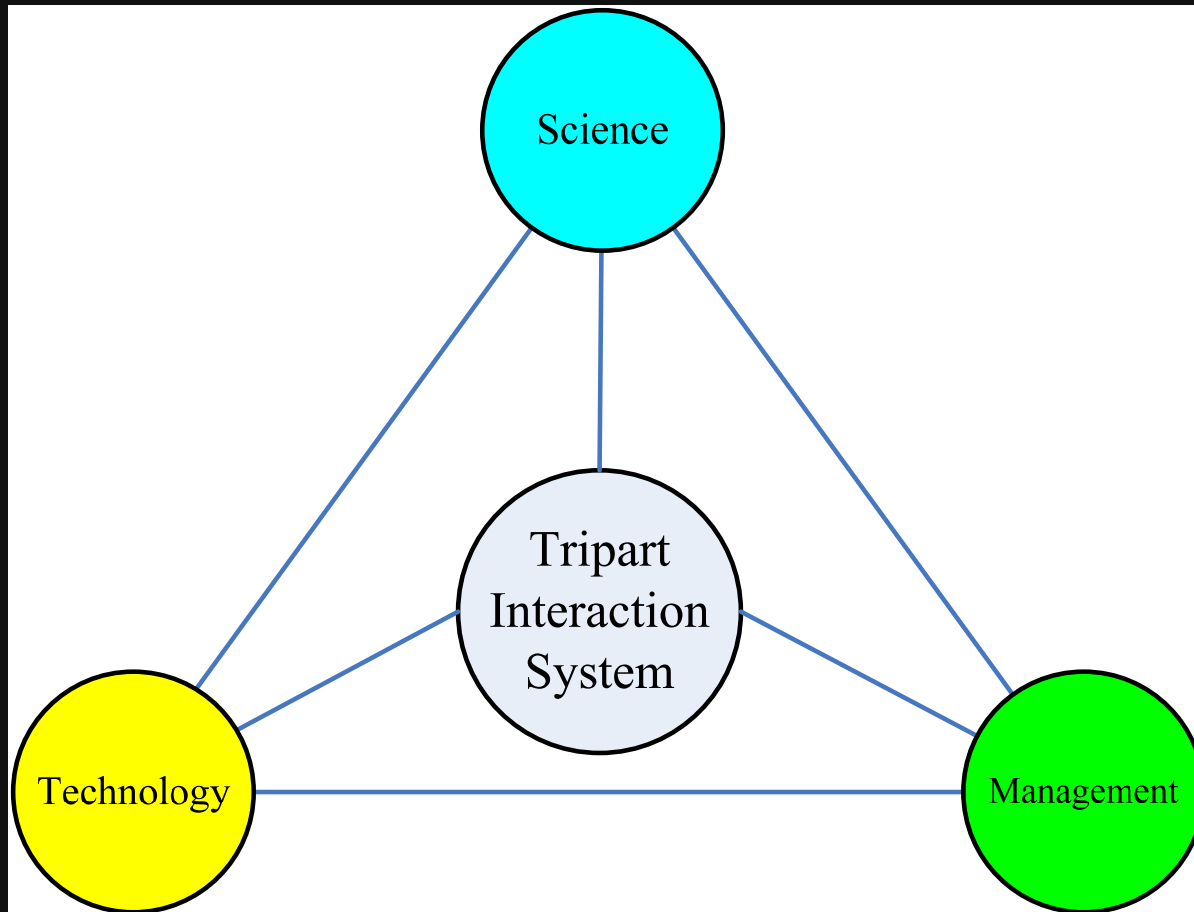 Science
Tripart
Interaction
System
Technology
Management